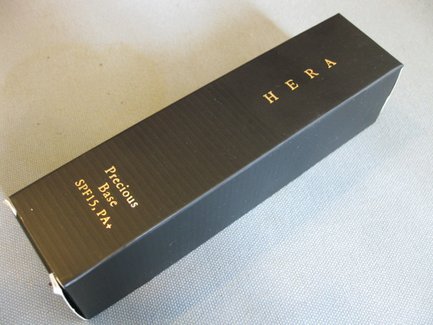 HERA
Precious
Base
SPF15, PA+